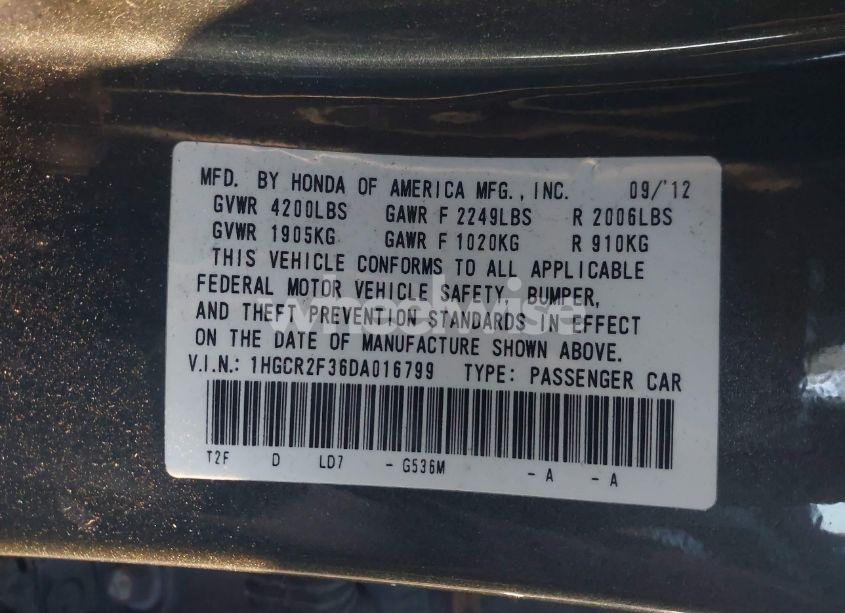 MFD. BY HONDA OF AMERICA MFG., INC. 09/'12
GVWR 4200LBS GAWR F 2249LBS R 2006LBS
GVWR 1905KG GAWR F 1020KG R 910KG
THIS VEHICLE CONFORMS TO ALL APPLICABLE
FEDERAL MOTOR VEHICLE SAFETY, BUMPER,
AND THEFT PREVENTION STANDARDS IN EFFECT
ON THE DATE OF MANUFACTURE SHOWN ABOVE.
V.I.N.: 1HGCR2F36DA016799 TYPE: PASSENGER CAR
T2F D LD7 - G536M - A - A
wheelwise